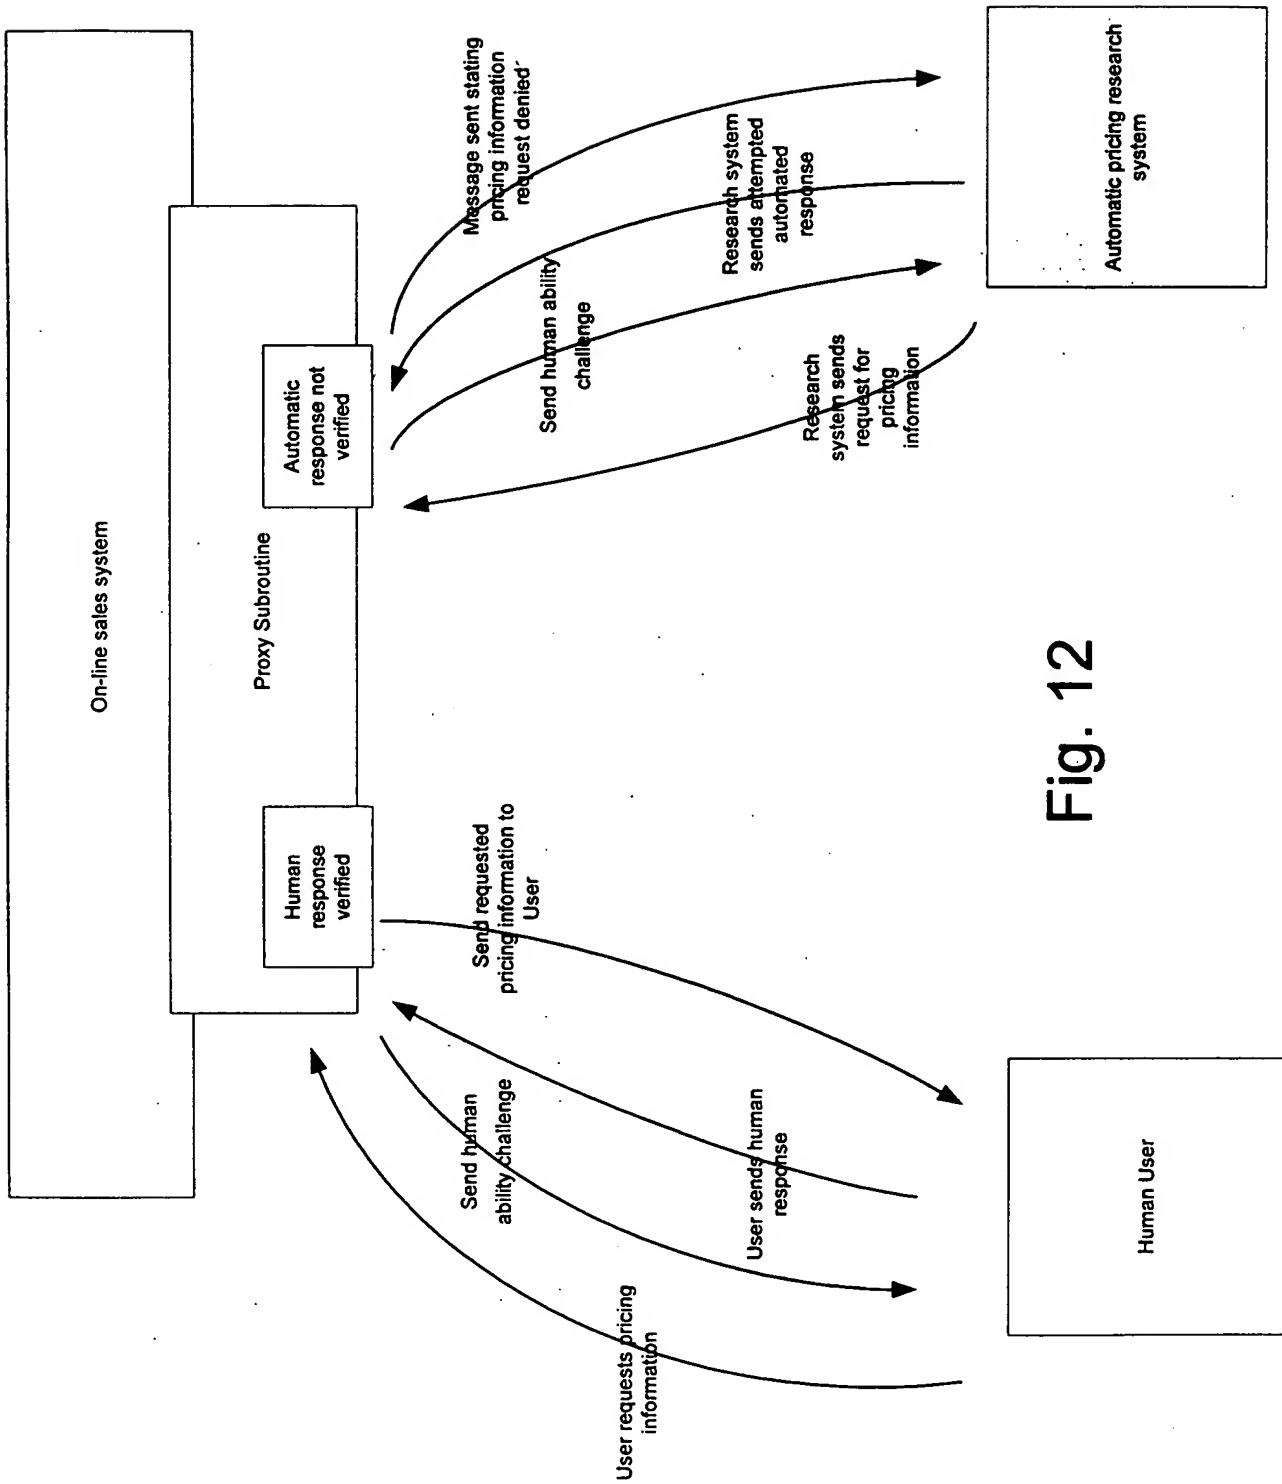 On-line sales system
Proxy Subroutine
Human
response
verified
Automatic
response not
verified
User requests pricing
information
Send human
ability challenge
User sends human
response
Send requested
pricing information to
User
Research
system sends
request for
pricing
information
Send human ability
challenge
Research system
sends attempted
automated
response
Message sent stating
pricing information
request denied
Human User
Automatic pricing research
system
Fig. 12